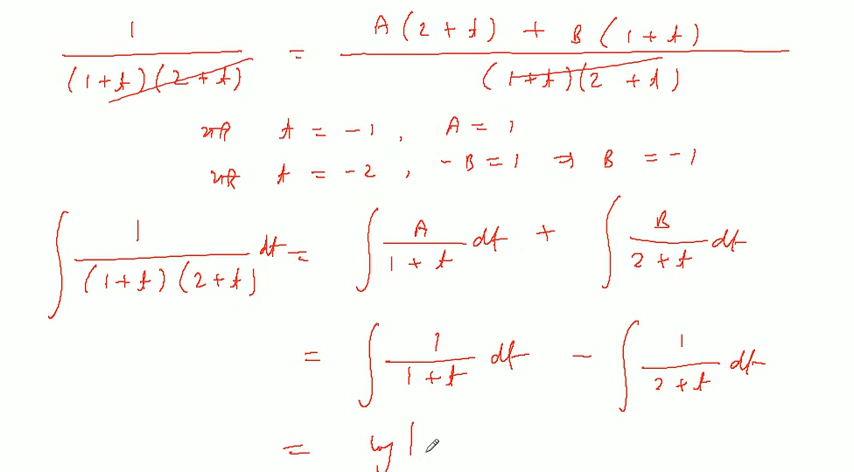 1/((1+t)(2+t)) = (A(2+t) + B(1+t))/((1+t)(2+t))
t = -1, A = 1
t = -2, -B = 1 ⇒ B = -1
∫ 1/((1+t)(2+t)) dt = ∫ A/(1+t) dt + ∫ B/(2+t) dt
= ∫ 1/(1+t) dt - ∫ 1/(2+t) dt
= log |